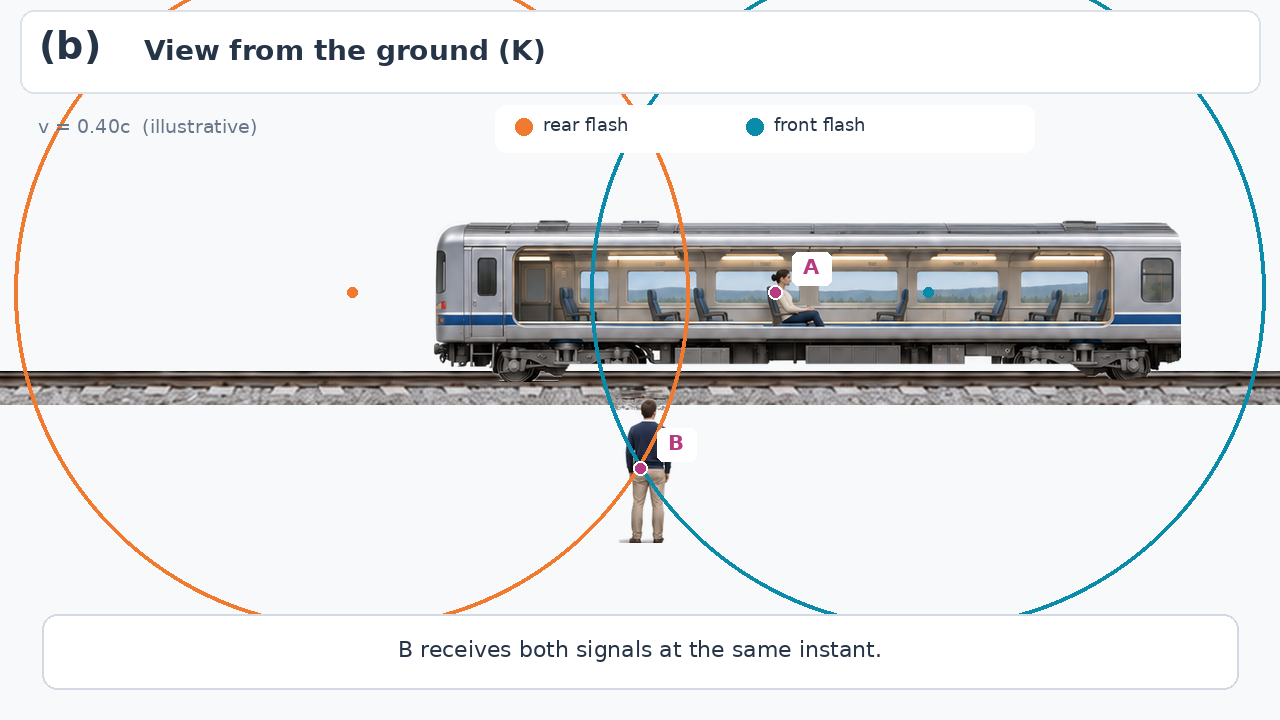 (b) View from the ground (K)
v = 0.40c (illustrative)
rear flash front flash
A
B
B receives both signals at the same instant.